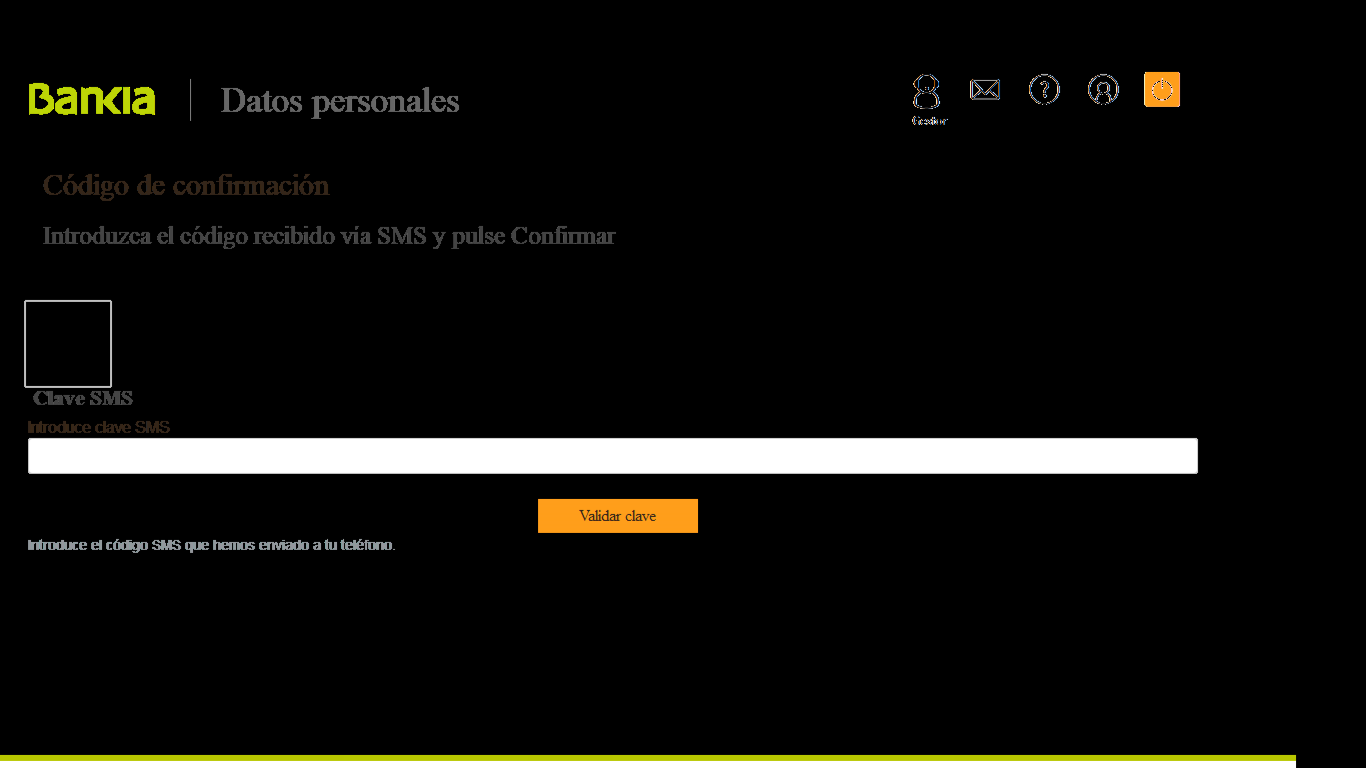 Bankia
Datos personales
?
Gestor
Código de confirmación
Introduzca el código recibido vía SMS y pulse Confirmar
Clave SMS
Introduce clave SMS
Validar clave
Introduce el código SMS que hemos enviado a tu teléfono.